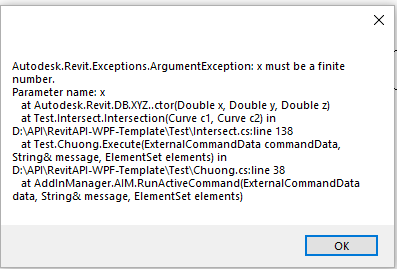 Autodesk.Revit.Exceptions.ArgumentException: x must be a finite
number.
Parameter name: x
at Autodesk.Revit.DB.XYZ..ctor(Double x, Double y, Double z)
at Test.Intersect.Intersection(Curve c1, Curve c2) in
D:\API\RevitAPI-WPF-Template\Test\Intersect.cs:line 138
at Test.Chuong.Execute(ExternalCommandData commandData,
String& message, ElementSet elements) in
D:\API\RevitAPI-WPF-Template\Test\Chuong.cs:line 38
at AddInManager.AIM.RunActiveCommand(ExternalCommandData
data, String& message, ElementSet elements)
OK